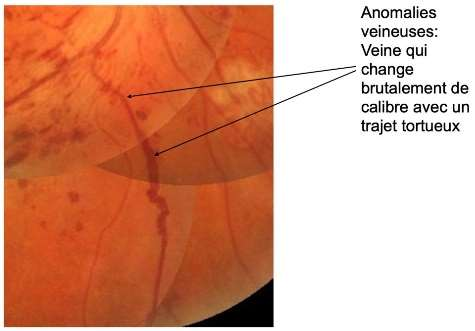 Anomalies
veineuses:
Veine qui
change
brutalement de
calibre avec un
trajet tortueux